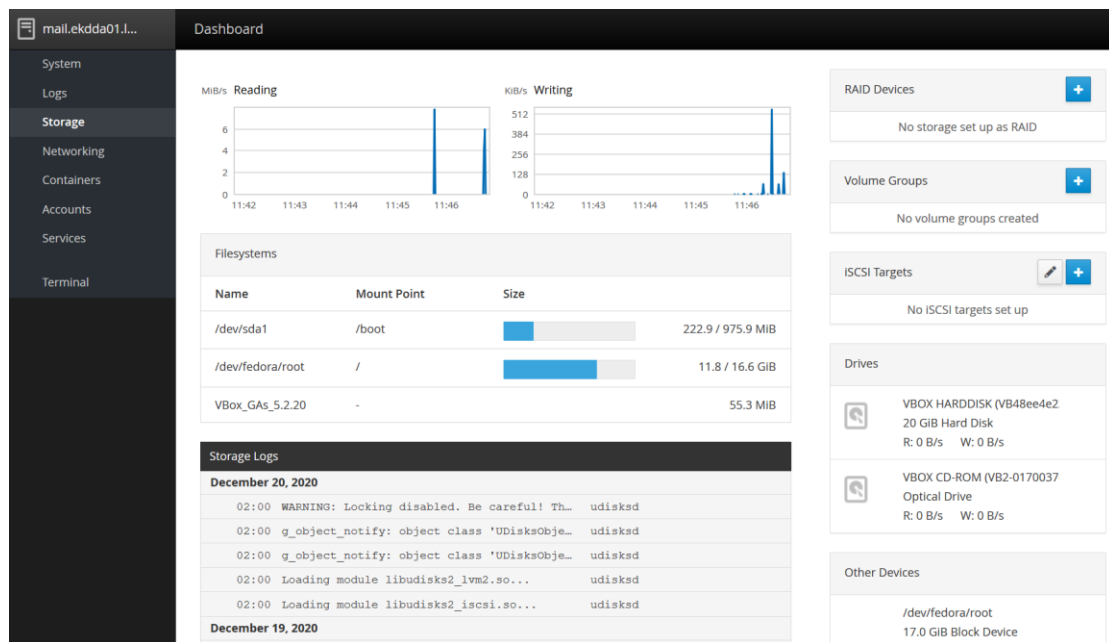 mail.ekdda01.l... Dashboard
System
Logs
Storage
Networking
Containers
Accounts
Services
Terminal
MiB/s Reading
6
4
2
0
11:42 11:43 11:44 11:45 11:46
KiB/s Writing
512
384
256
128
0
11:42 11:43 11:44 11:45 11:46
Filesystems
Name Mount Point Size
/dev/sda1 /boot 222.9 / 975.9 MiB
/dev/fedora/root / 11.8 / 16.6 GiB
VBox_GAs_5.2.20 - 55.3 MiB
Storage Logs
December 20, 2020
02:00 WARNING: Locking disabled. Be careful! Th… udisksd
02:00 g_object_notify: object class 'UDisksObje… udisksd
02:00 g_object_notify: object class 'UDisksObje… udisksd
02:00 Loading module libudisks2_lvm2.so... udisksd
02:00 Loading module libudisks2_iscsi.so... udisksd
December 19, 2020
RAID Devices
No storage set up as RAID
Volume Groups
No volume groups created
iSCSI Targets
No iSCSI targets set up
Drives
VBOX HARDDISK (VB48ee4e2
20 GiB Hard Disk
R: 0 B/s W: 0 B/s
VBOX CD-ROM (VB2-0170037
Optical Drive
R: 0 B/s W: 0 B/s
Other Devices
/dev/fedora/root
17.0 GiB Block Device